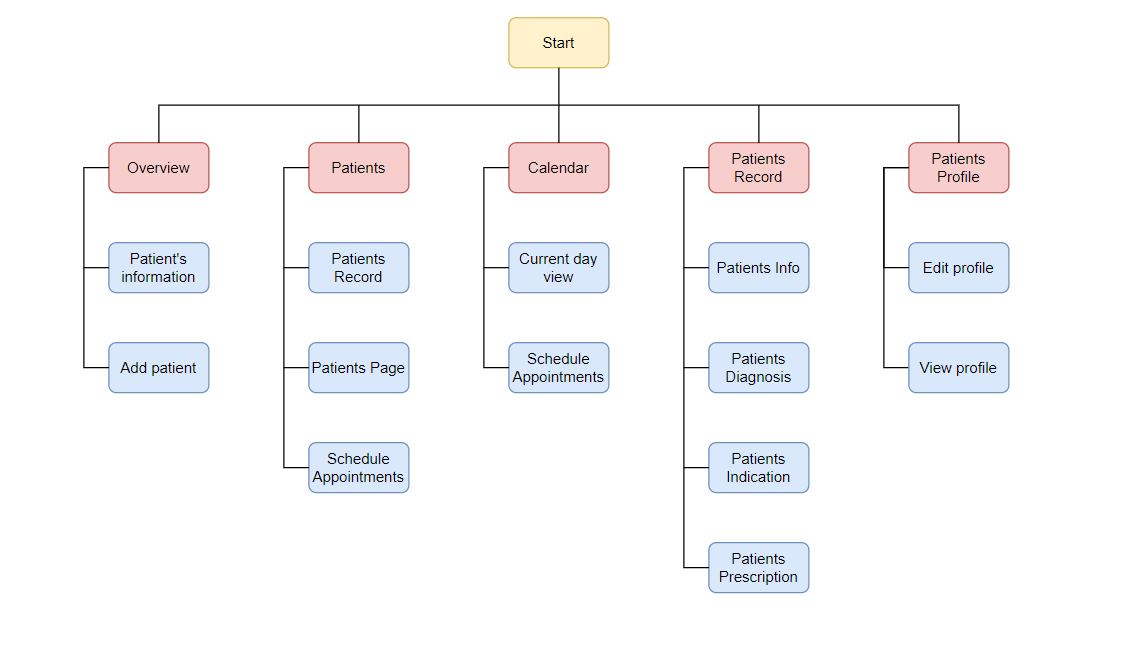 Start
Overview
Patients
Calendar
Patients
Record
Patients
Profile
Patient's
information
Patients
Record
Current day
view
Patients Info
Edit profile
Add patient
Patients Page
Schedule
Appointments
Patients
Diagnosis
View profile
Schedule
Appointments
Patients
Indication
Patients
Prescription